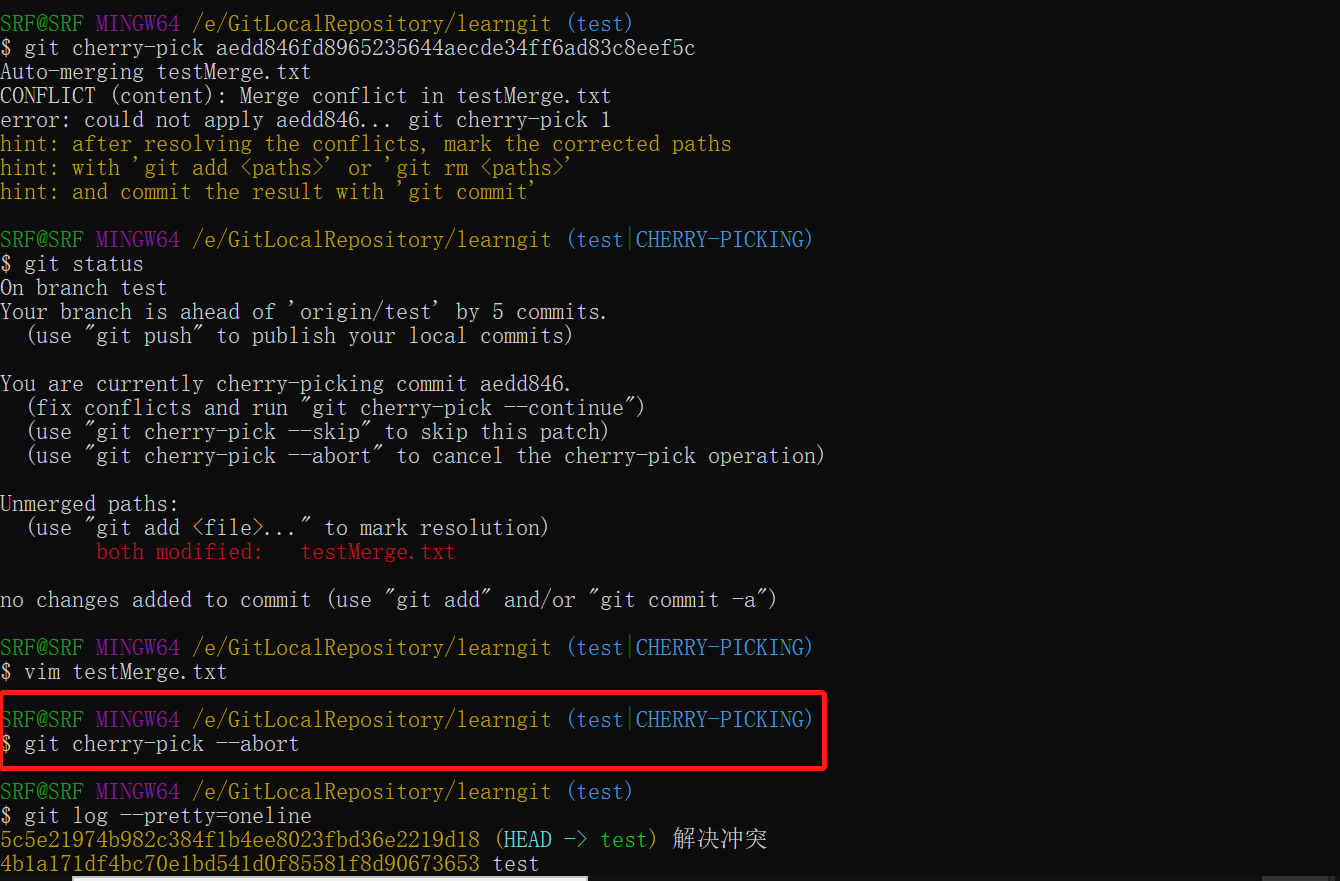 SRF@SRF MINGW64 /e/GitLocalRepository/learngit (test)
$ git cherry-pick aedd846fd8965235644aecde34ff6ad83c8eef5c
Auto-merging testMerge.txt
CONFLICT (content): Merge conflict in testMerge.txt
error: could not apply aedd846... git cherry-pick 1
hint: after resolving the conflicts, mark the corrected paths
hint: with 'git add <paths>' or 'git rm <paths>'
hint: and commit the result with 'git commit'
SRF@SRF MINGW64 /e/GitLocalRepository/learngit (test|CHERRY-PICKING)
$ git status
On branch test
Your branch is ahead of 'origin/test' by 5 commits.
(use "git push" to publish your local commits)
You are currently cherry-picking commit aedd846.
(fix conflicts and run "git cherry-pick --continue")
(use "git cherry-pick --skip" to skip this patch)
(use "git cherry-pick --abort" to cancel the cherry-pick operation)
Unmerged paths:
(use "git add <file>..." to mark resolution)
both modified:   testMerge.txt
no changes added to commit (use "git add" and/or "git commit -a")
SRF@SRF MINGW64 /e/GitLocalRepository/learngit (test|CHERRY-PICKING)
$ vim testMerge.txt
SRF@SRF MINGW64 /e/GitLocalRepository/learngit (test|CHERRY-PICKING)
$ git cherry-pick --abort
SRF@SRF MINGW64 /e/GitLocalRepository/learngit (test)
$ git log --pretty=oneline
5c5e21974b982c384f1b4ee8023fbd36e2219d18 (HEAD -> test) 解决冲突
4b1a171df4bc70e1bd541d0f85581f8d90673653 test